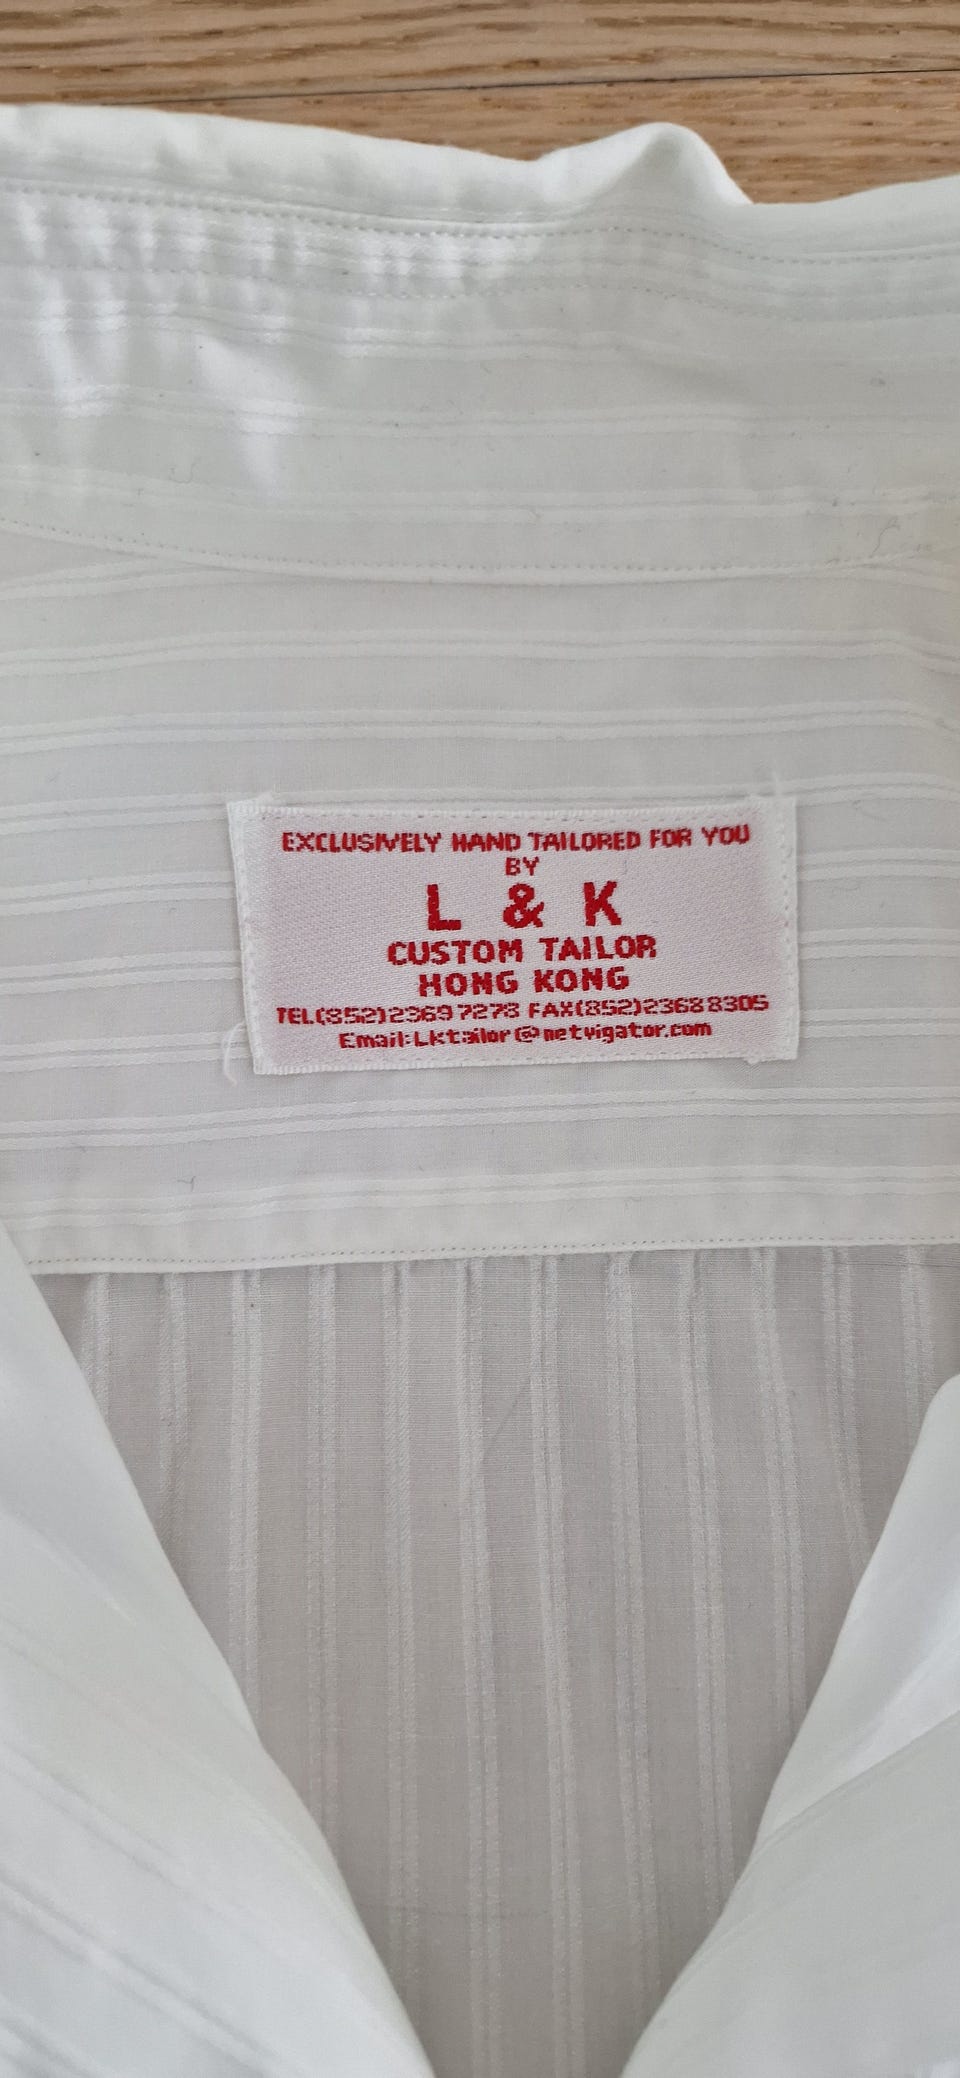 EXCLUSIVELY HAND TAILORED FOR YOU
BY
L & K
CUSTOM TAILOR
HONG KONG
TEL(852)2369 7273 FAX(852)2368 8305
Email:Lktailor@netvigator.com